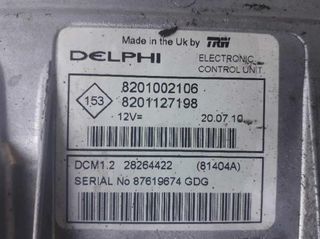 Made in the Uk by TRW
DELPHI
ELECTRONIC
CONTROL UNIT
153
8201002106
8201127198
12V= 20.07.10
DCM1.2 28264422 (81404A)
SERIAL No 87619674 GDG